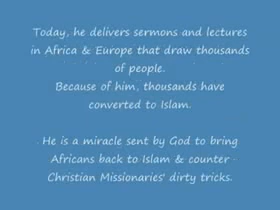 Today, he delivers sermons and lectures
in Africa & Europe that draw thousands
of people.
Because of him, thousands have
converted to Islam.
He is a miracle sent by God to bring
Africans back to Islam & counter
Christian Missionaries' dirty tricks.